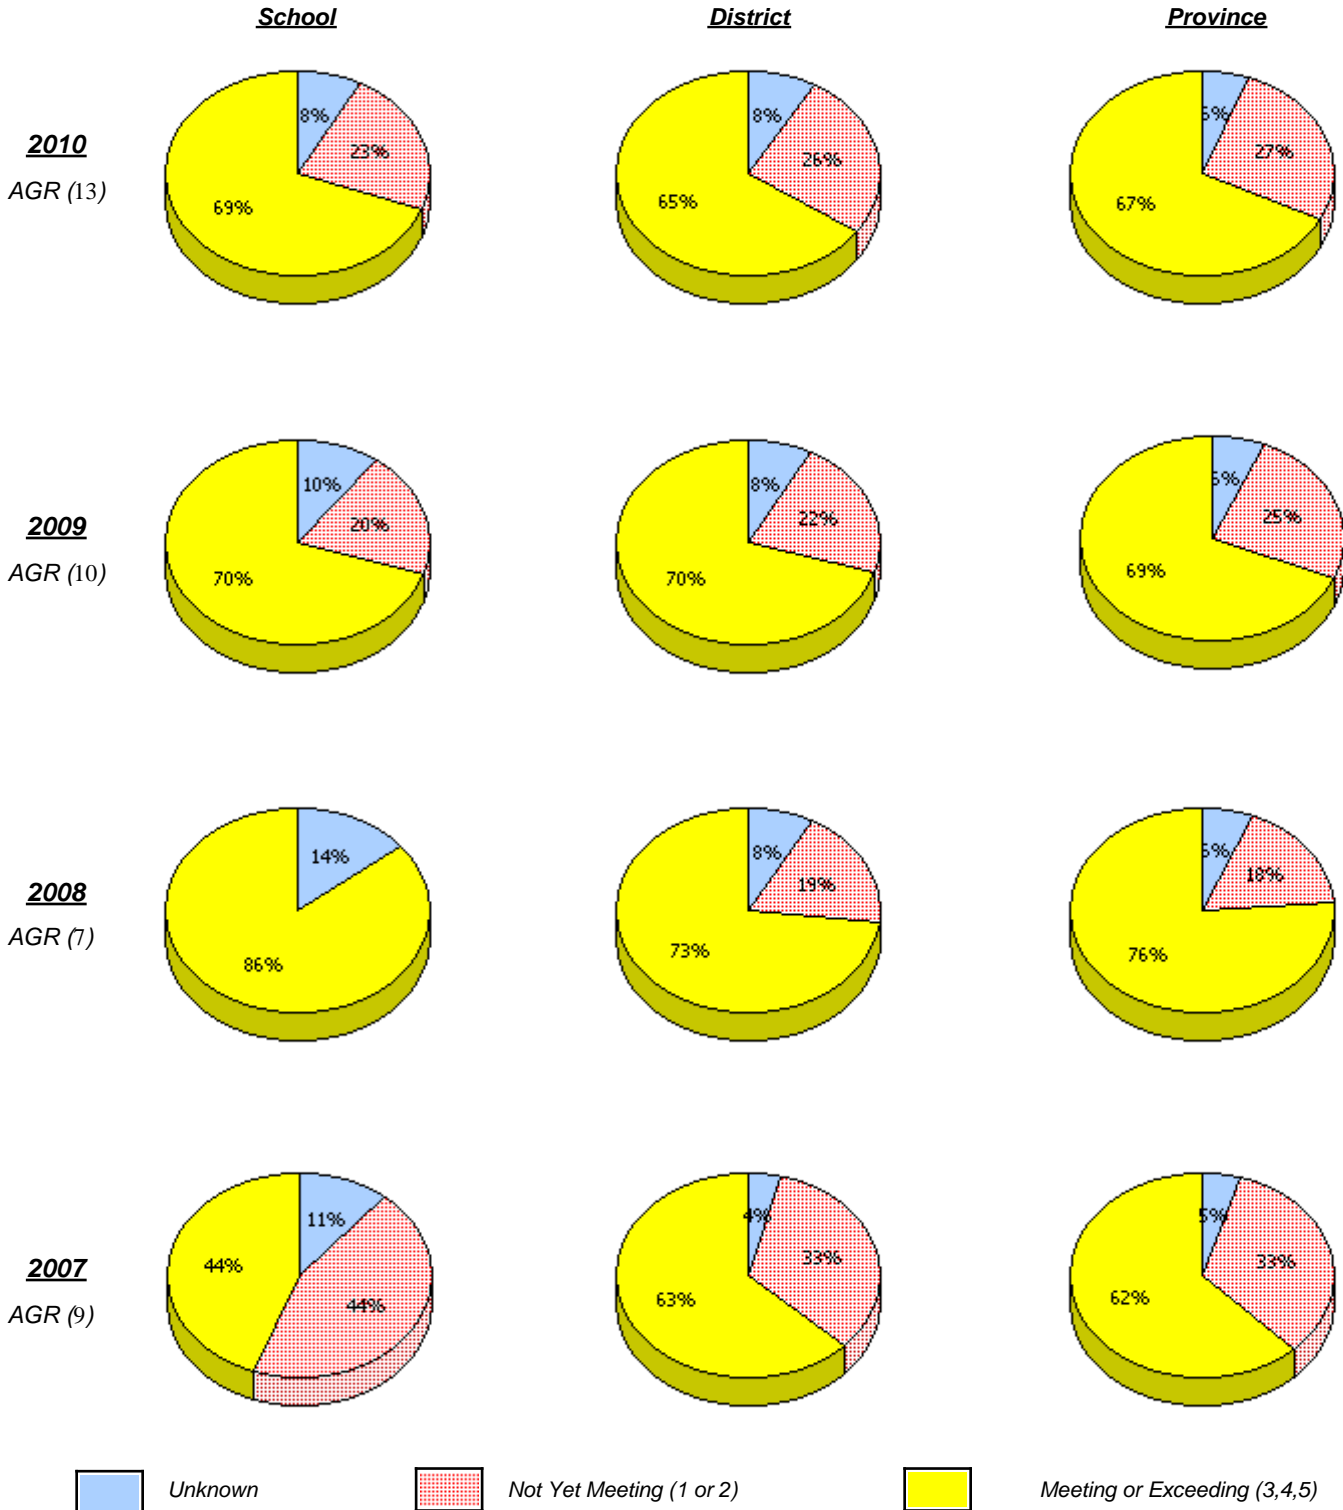 School District Province
2010
AGR (13)
8% 23% 69%
8% 26% 65%
27% 67%
2009
AGR (10)
10% 20% 70%
8% 22% 70%
25% 69%
2008
AGR (7)
14% 86%
8% 19% 73%
18% 76%
2007
AGR (9)
11% 44% 44%
4% 33% 63%
5% 33% 62%
Unknown Not Yet Meeting (1 or 2) Meeting or Exceeding (3,4,5)